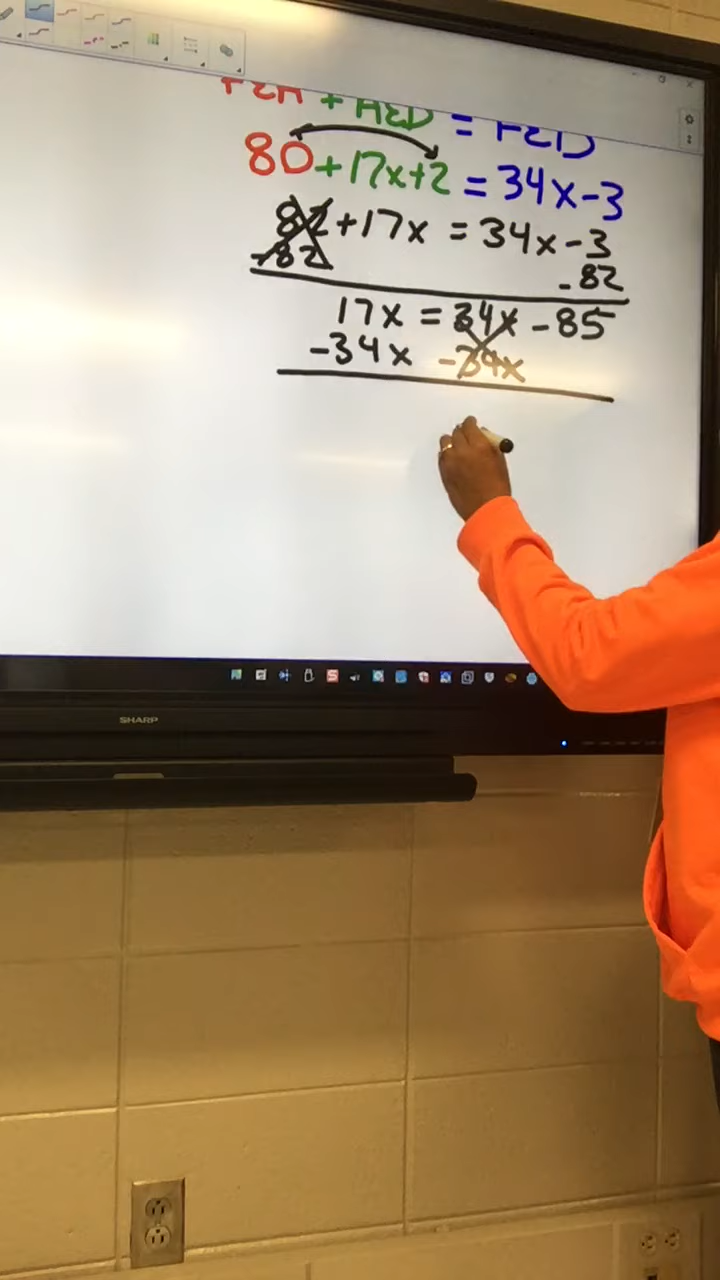 + AED = FED
80+17x+2 = 34x-3
82+17x = 34x-3
-82 -82
17x = 34x-85
-34x -34x
SHARP